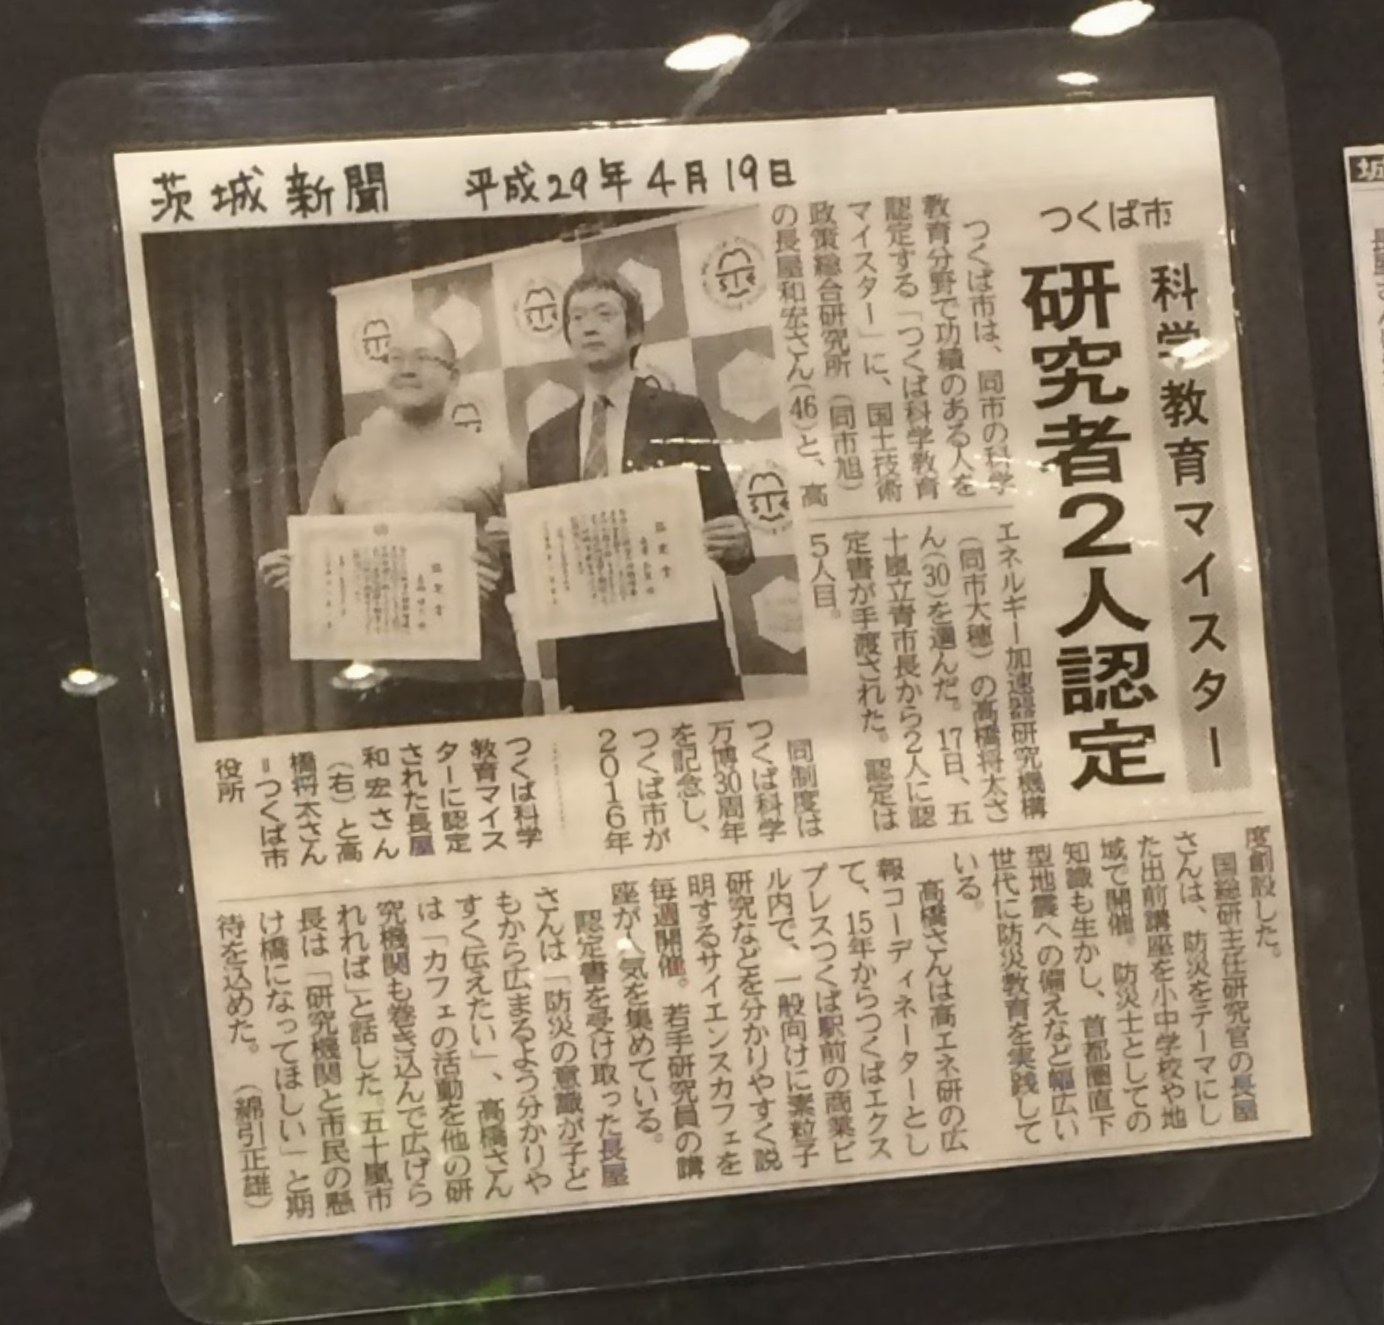 茨城新聞 平成29年4月19日
つくば市
科学教育マイスター
研究者2人認定
つくば市は、同市の科学
教育分野で功績のある人を
認定する「つくば科学教育
マイスター」に、国土技術
政策総合研究所(同市旭)
の長屋和宏さん(46)と、高
エネルギー加速器研究機構
(同市大穂)の高橋将太さ
ん(30)を選んだ。17日、五
十嵐立青市長から2人に認
定書が手渡された。認定は
5人目。
同制度は
つくば科学
万博30周年
を記念し、
つくば市が
2016年
度創設した。
国総研主任研究官の長屋
さんは、防災をテーマにし
た出前講座を小中学校や地
域で開催。防災士としての
知識も生かし、首都圏直下
型地震への備えなど幅広い
世代に防災教育を実践して
いる。
高橋さんは高エネ研の広
報コーディネーターとし
て、15年からつくばエクス
プレスつくば駅前の商業ビ
ル内で、一般向けに素粒子
研究などを分かりやすく説
明するサイエンスカフェを
毎週開催。若手研究員の講
座が人気を集めている。
認定書を受け取った長屋
さんは「防災の意識が子ど
もから広まるよう分かりや
すく伝えたい」、高橋さん
は「カフェの活動を他の研
究機関も巻き込んで広げら
れれば」と話した。五十嵐市
長は「研究機関と市民の懸
け橋になってほしい」と期
待を込めた。(綿引正雄)
つくば科学
教育マイス
ターに認定
された長屋
和宏さん
(右)と高
橋将太さん
=つくば市
役所